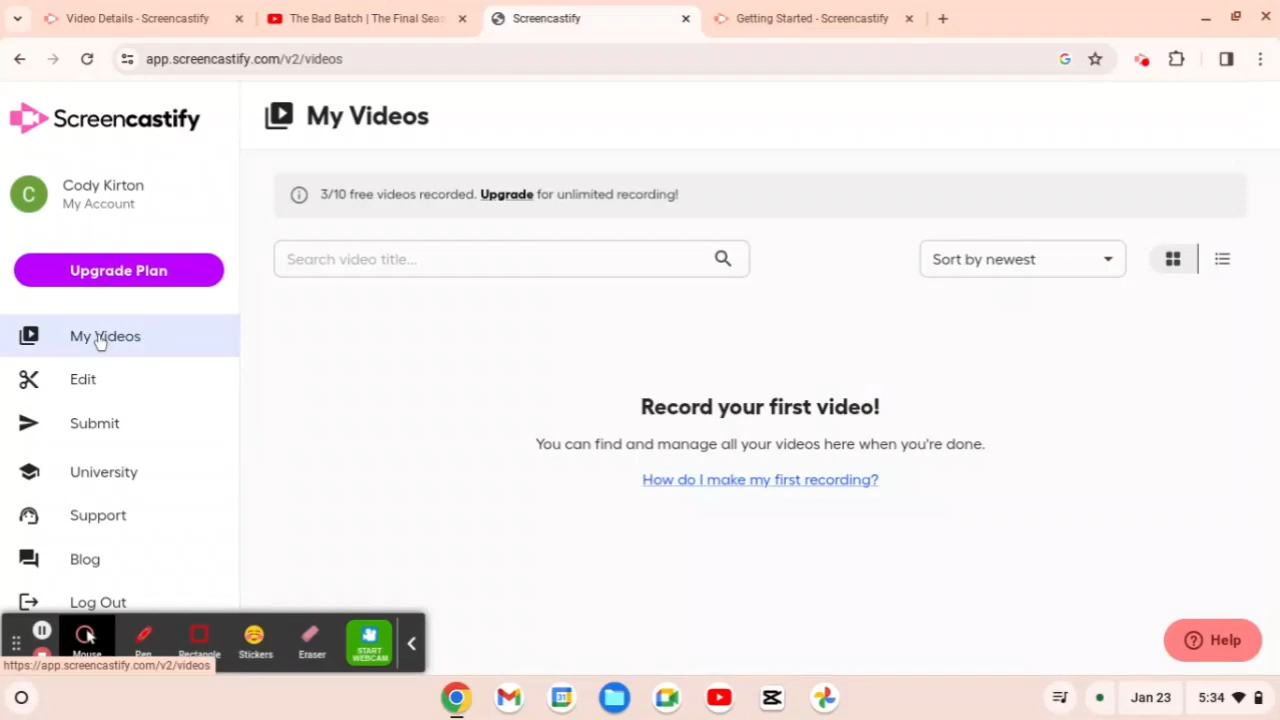 Video Details - Screencastify
The Bad Batch | The Final Sea
Screencastify
Getting Started - Screencastify
app.screencastify.com/v2/videos
Screencastify
My Videos
C
Cody Kirton
My Account
3/10 free videos recorded. Upgrade for unlimited recording!
Upgrade Plan
Search video title...
Sort by newest
My Videos
Edit
Submit
University
Support
Blog
Log Out
Record your first video!
You can find and manage all your videos here when you're done.
How do I make my first recording?
Mouse
Pen
Rectangle
Stickers
Eraser
START
WEBCAM
Help
https://app.screencastify.com/v2/videos
31
Jan 23
5:34